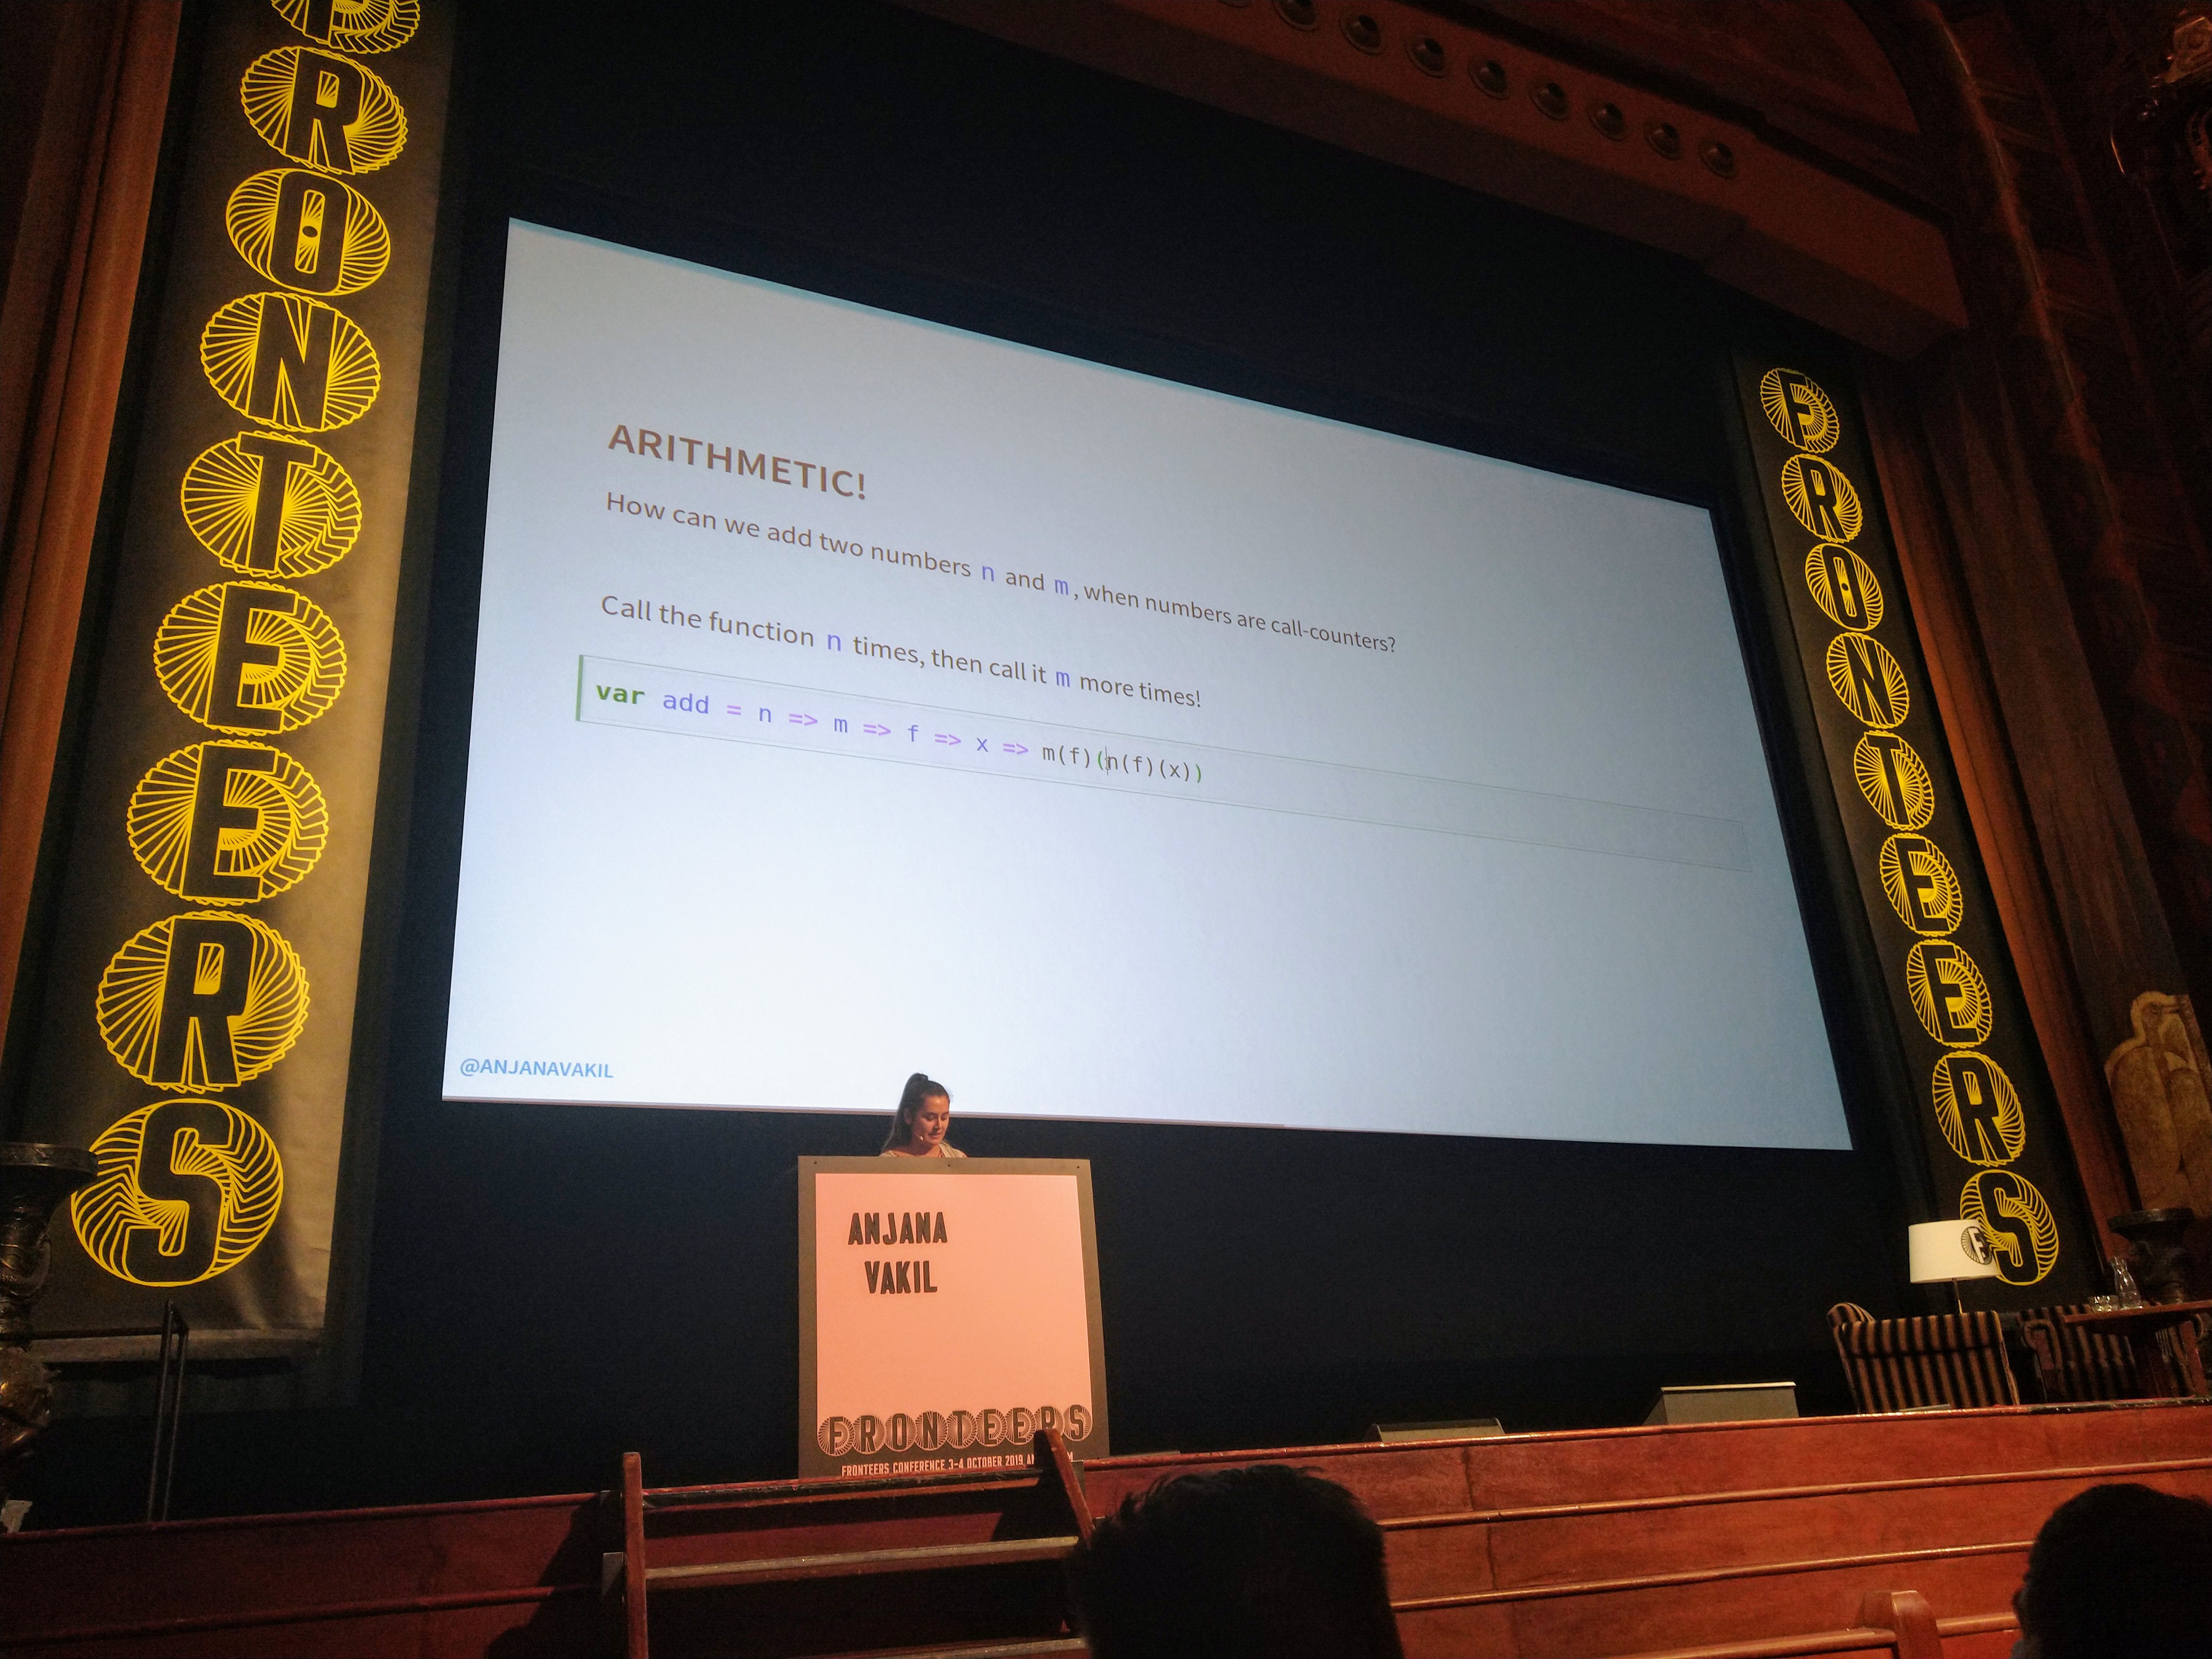 FRONTEERS
ARITHMETIC!
How can we add two numbers n and m, when numbers are call-counters?
Call the function n times, then call it m more times!
var add = n => m => f => x => m(f)(n(f)(x))
@ANJANAVAKIL
FRONTEERS
ANJANA
VAKIL
FRONTEERS
FRONTEERS CONFERENCE 3-4 OCTOBER 2019
F